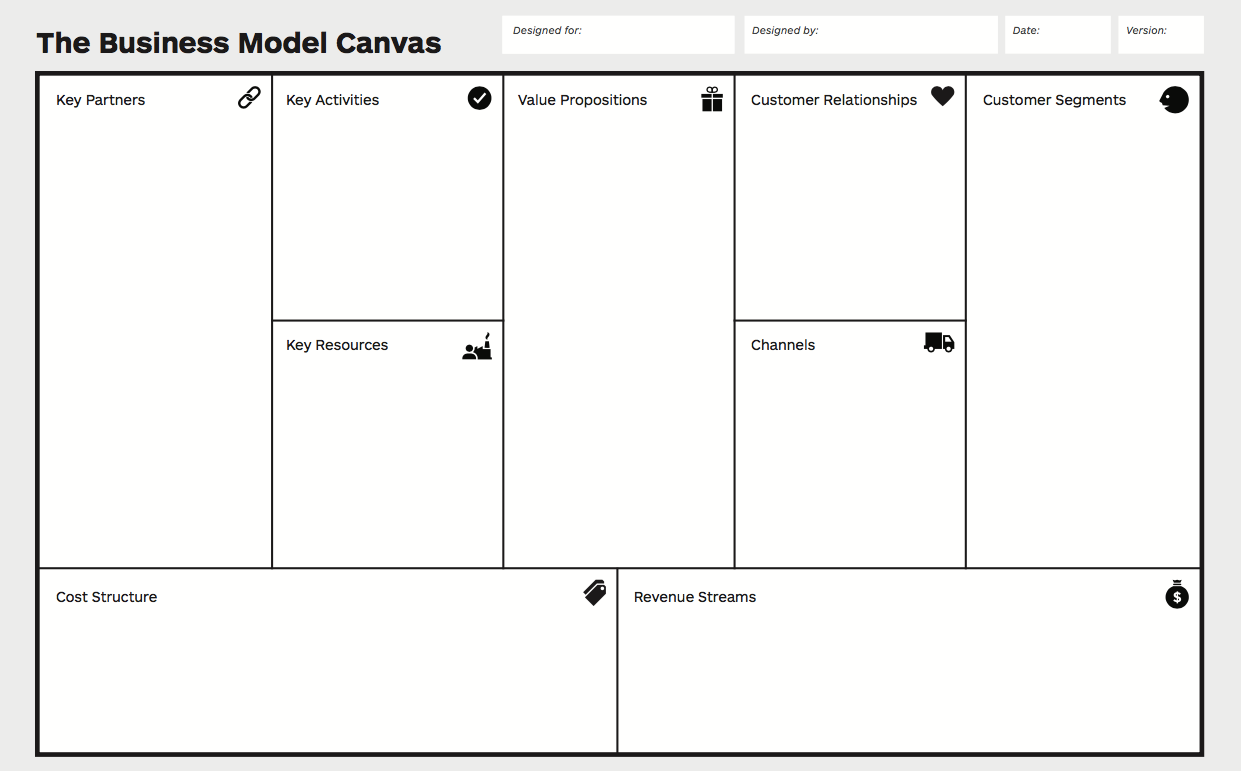 The Business Model Canvas
Designed for:
Designed by:
Date:
Version:
Key Partners
Key Activities
Value Propositions
Customer Relationships
Customer Segments
Key Resources
Channels
Cost Structure
Revenue Streams
$